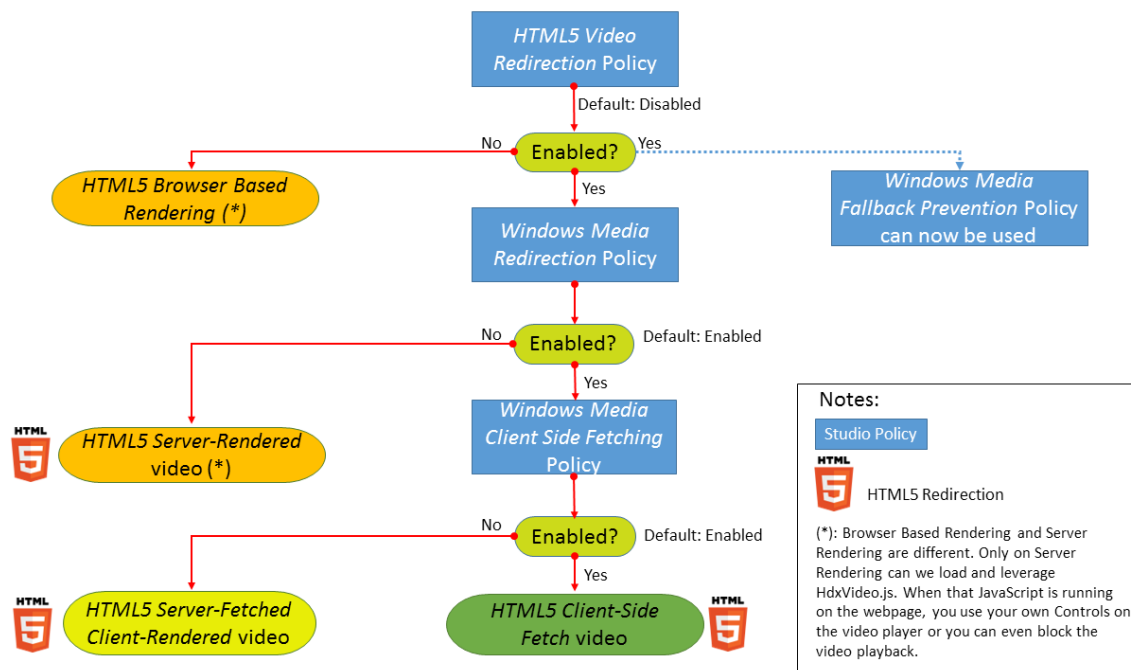 HTML5 Video
Redirection Policy
Default: Disabled
No
Enabled?
Yes
HTML5 Browser Based
Rendering (*)
Yes
Windows Media
Fallback Prevention Policy
can now be used
Windows Media
Redirection Policy
No
Enabled?
Default: Enabled
Yes
HTML
5
HTML5 Server-Rendered
video (*)
Windows Media
Client Side Fetching
Policy
No
Enabled?
Default: Enabled
Yes
HTML
5
HTML5 Server-Fetched
Client-Rendered video
HTML5 Client-Side
Fetch video
HTML
5
Notes:
Studio Policy
HTML
5
HTML5 Redirection
(*): Browser Based Rendering and Server
Rendering are different. Only on Server
Rendering can we load and leverage
HdxVideo.js. When that JavaScript is running
on the webpage, you use your own Controls on
the video player or you can even block the
video playback.